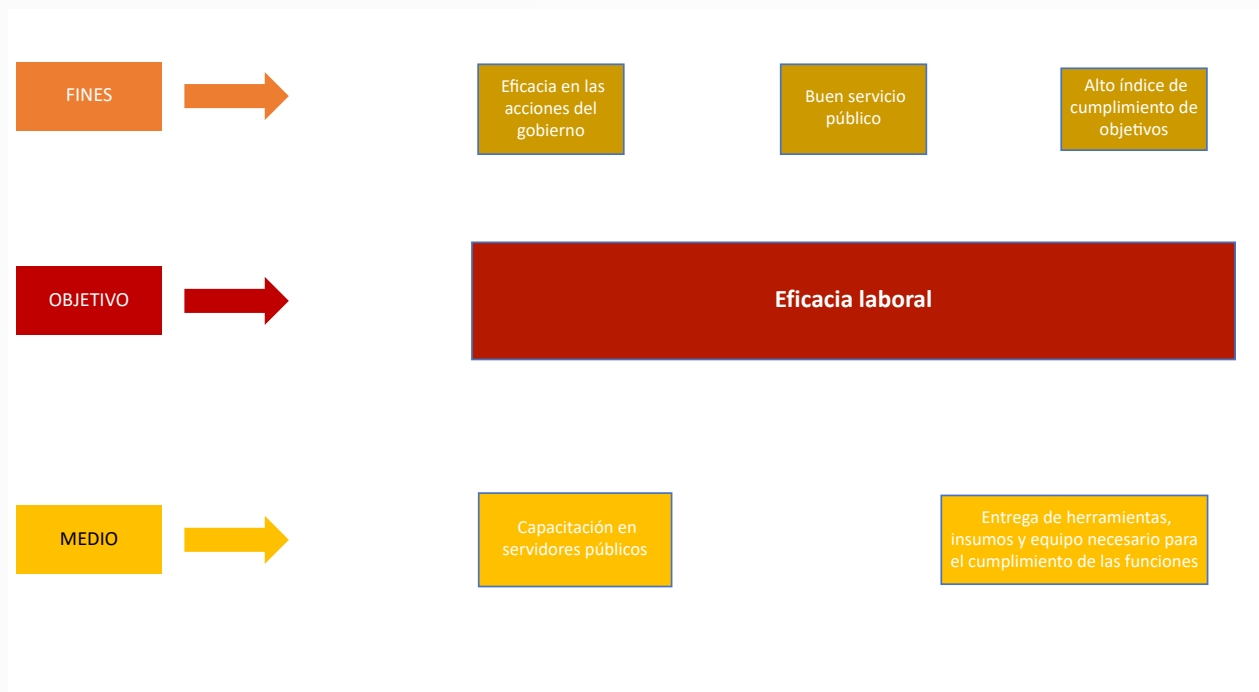 FINES
Eficacia en las
acciones del
gobierno
Buen servicio
público
Alto índice de
cumplimiento de
objetivos
OBJETIVO
Eficacia laboral
MEDIO
Capacitación en
servidores públicos
Entrega de herramientas,
insumos y equipo necesario para
el cumplimiento de las funciones